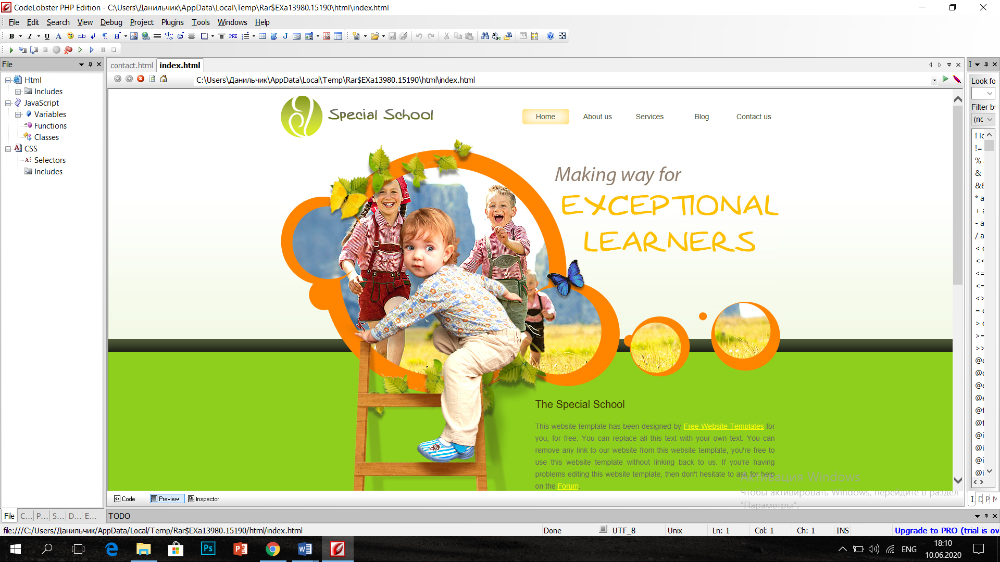 CodeLobster PHP Edition - C:\Users\Данильчик\AppData\Local\Temp\Rar$EXa13980.15190\html\index.html
File Edit Search View Debug Project Plugins Tools Windows Help
File
contact.html index.html
C:\Users\Данильчик\AppData\Local\Temp\Rar$EXa13980.15190\html\index.html
Html
Includes
JavaScript
Variables
Functions
Classes
CSS
Selectors
Includes
Special School
Home About us Services Blog Contact us
Making way for
EXCEPTIONAL
LEARNERS
The Special School
This website template has been designed by Free Website Templates for
you, for free. You can replace all this text with your own text. You can
remove any link to our website from this website template, you're free to
use this website template without linking back to us. If you're having
problems editing this website template, then don't hesitate to ask for help
on the Forum.
I
Look fo
Filter by
(nc
! lo
!=
%
&
&&
* a
+ a
- a
/ a
< c
<<
<=
<=
<>
= c
> c
>=
>>
@c
@c
@e
@e
@f
@f
@i
@i
@i
@i
Активация Windows
Чтобы активировать Windows, перейдите в раздел
"Параметры".
Code Preview Inspector
I D P M
File C... P... S... D... E...
TODO
file:///C:/Users/Данильчик/AppData/Local/Temp/Rar$EXa13980.15190/html/index.html
Done UTF_8 Unix Ln: 1 Col: 1 Ch: 1 INS Upgrade to PRO (trial is ov
ENG 18:10
10.06.2020